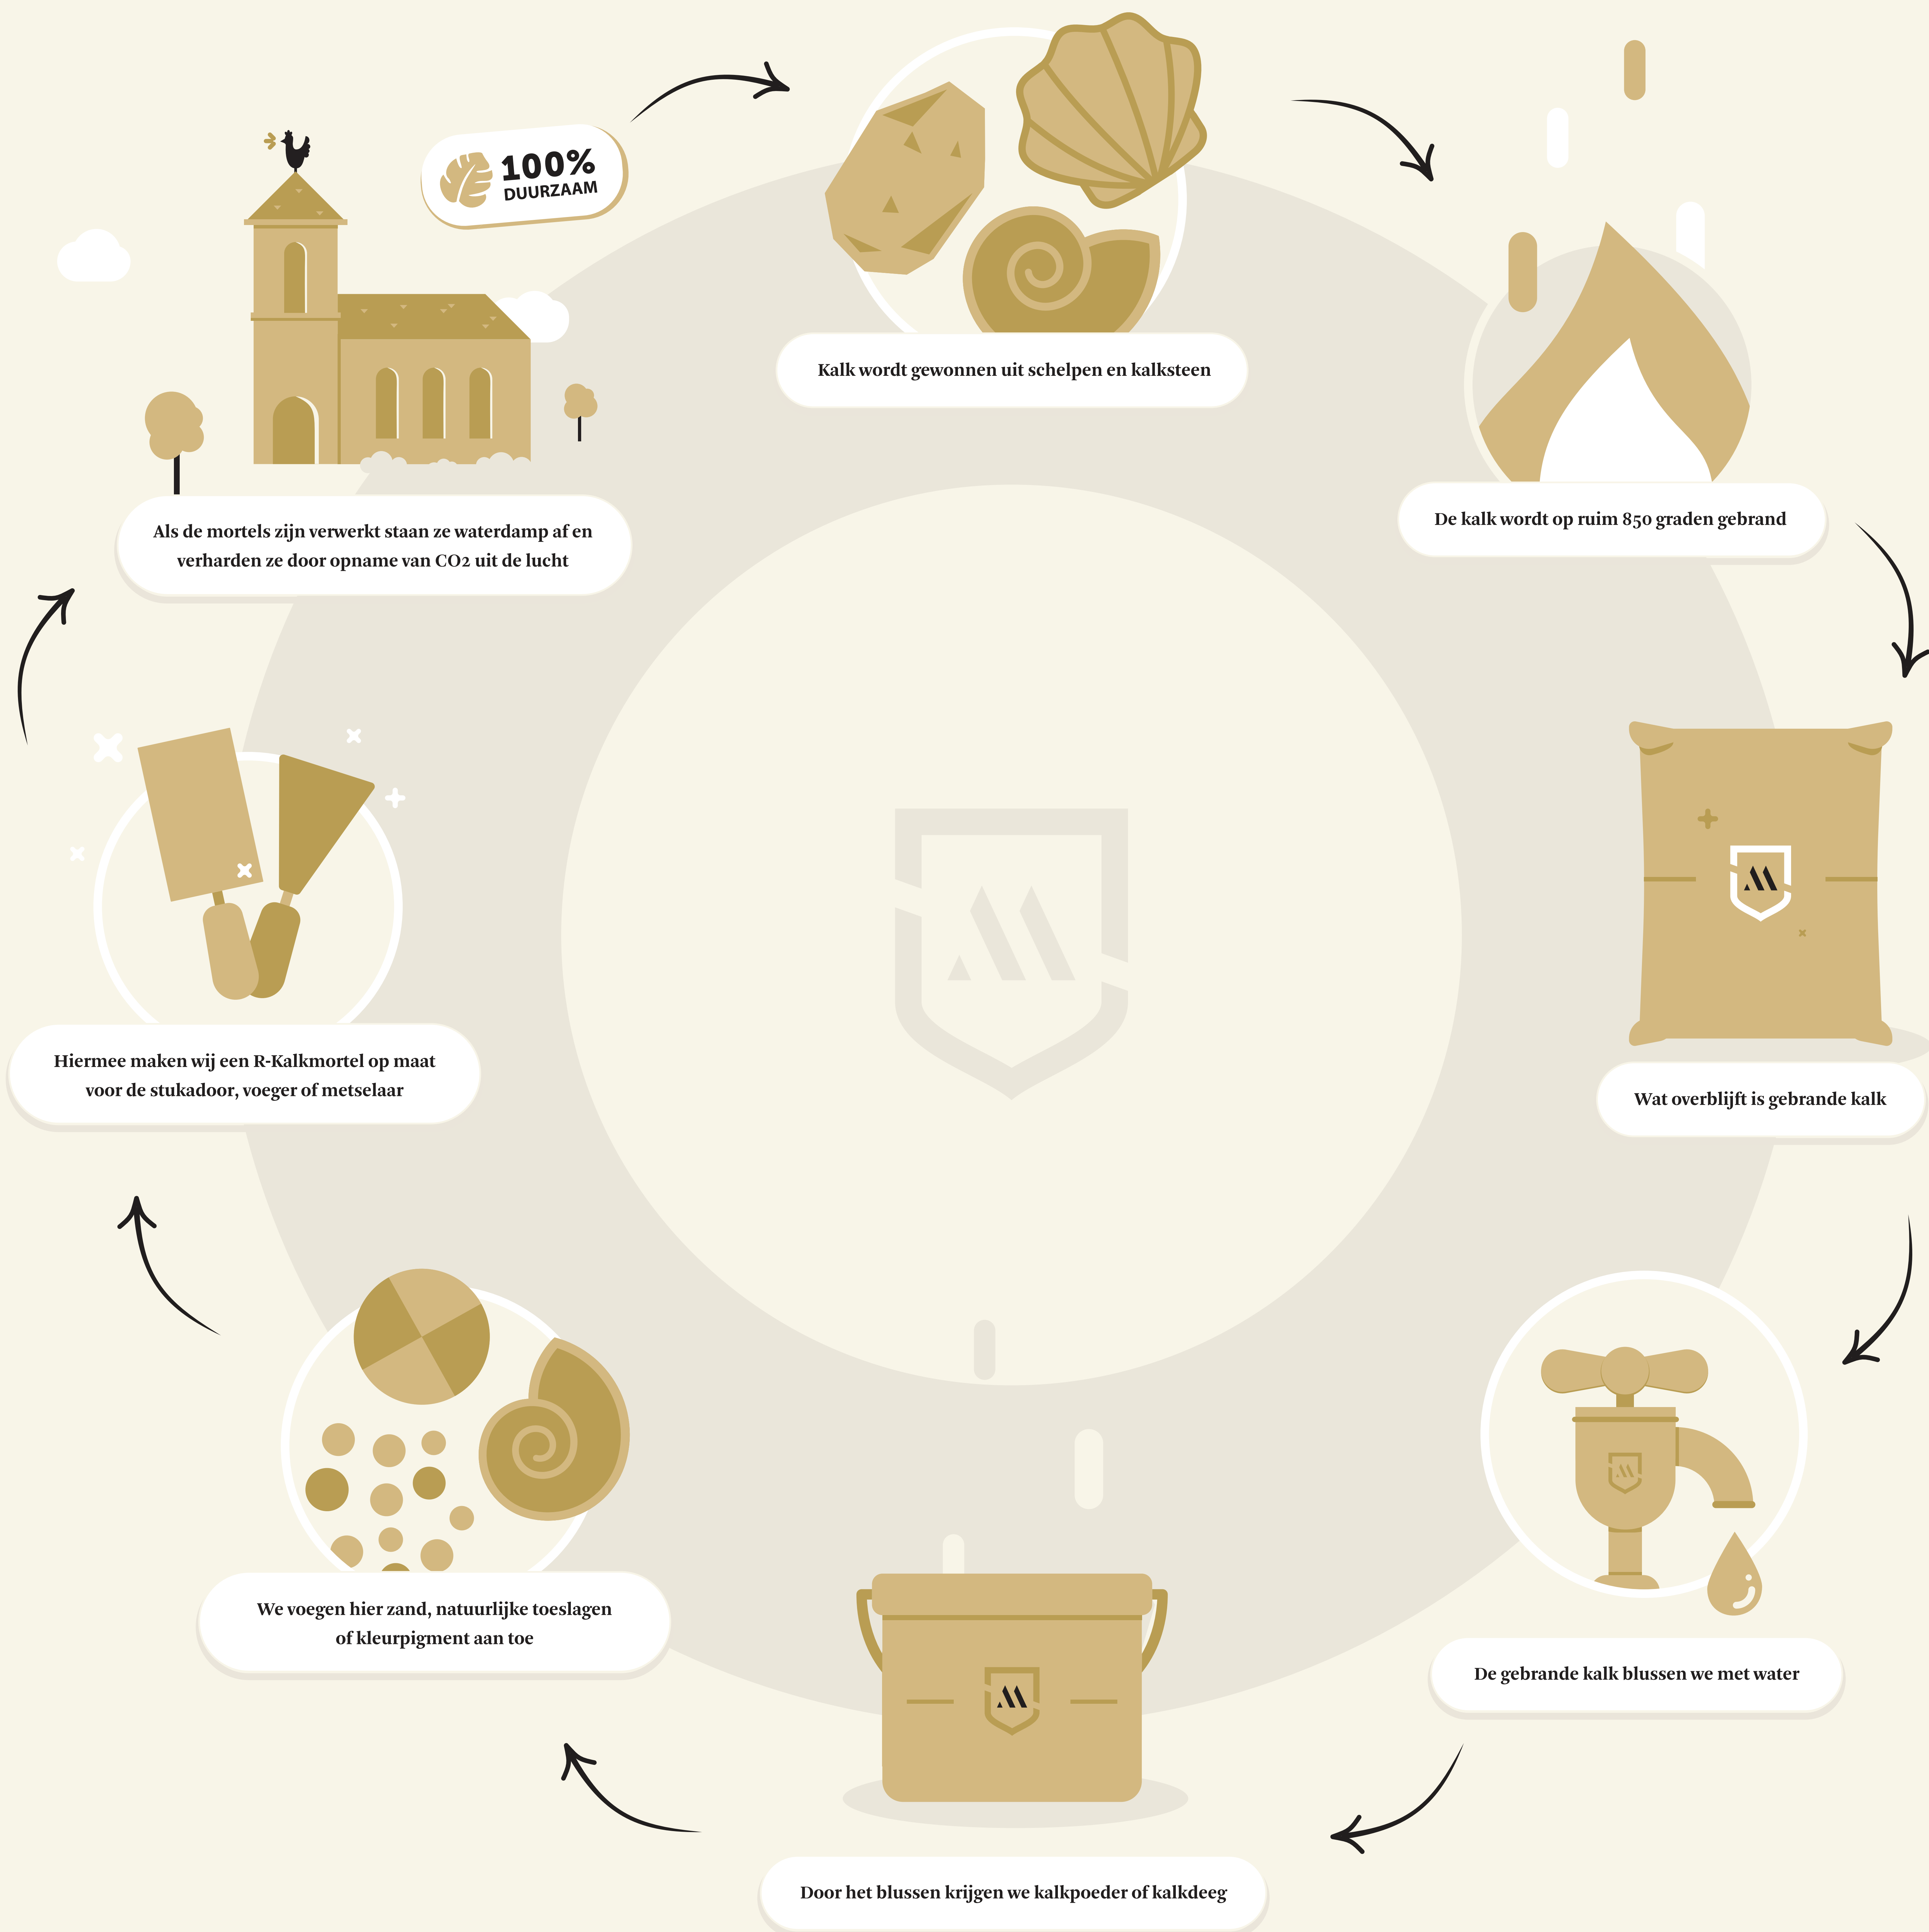 100%
DUURZAAM
Kalk wordt gewonnen uit schelpen en kalksteen
De kalk wordt op ruim 850 graden gebrand
Wat overblijft is gebrande kalk
De gebrande kalk blussen we met water
Door het blussen krijgen we kalkpoeder of kalkdeeg
We voegen hier zand, natuurlijke toeslagen
of kleurpigment aan toe
Hiermee maken wij een R-Kalkmortel op maat
voor de stukadoor, voeger of metselaar
Als de mortels zijn verwerkt staan ze waterdamp af en
verharden ze door opname van CO2 uit de lucht